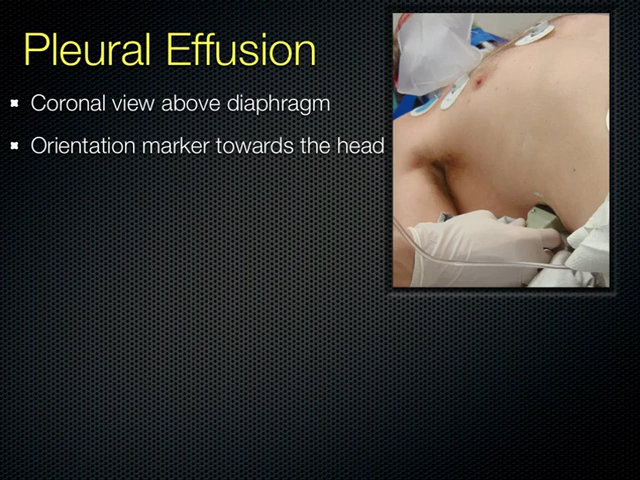 Pleural Effusion
Coronal view above diaphragm
Orientation marker towards the head